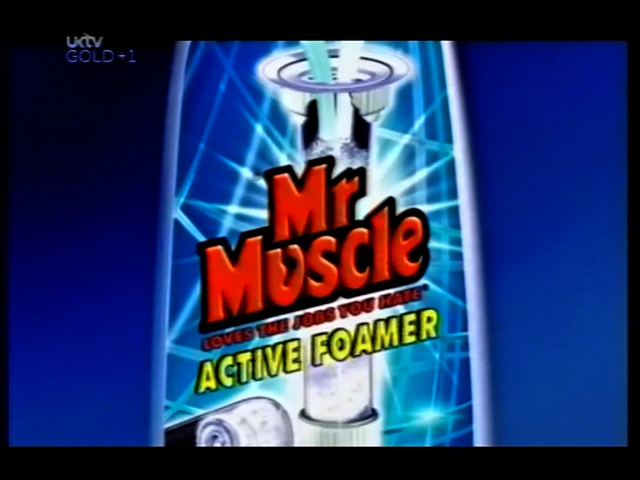 UKTV
GOLD +1
Mr
Muscle
LOVES THE JOBS YOU HATE
ACTIVE FOAMER